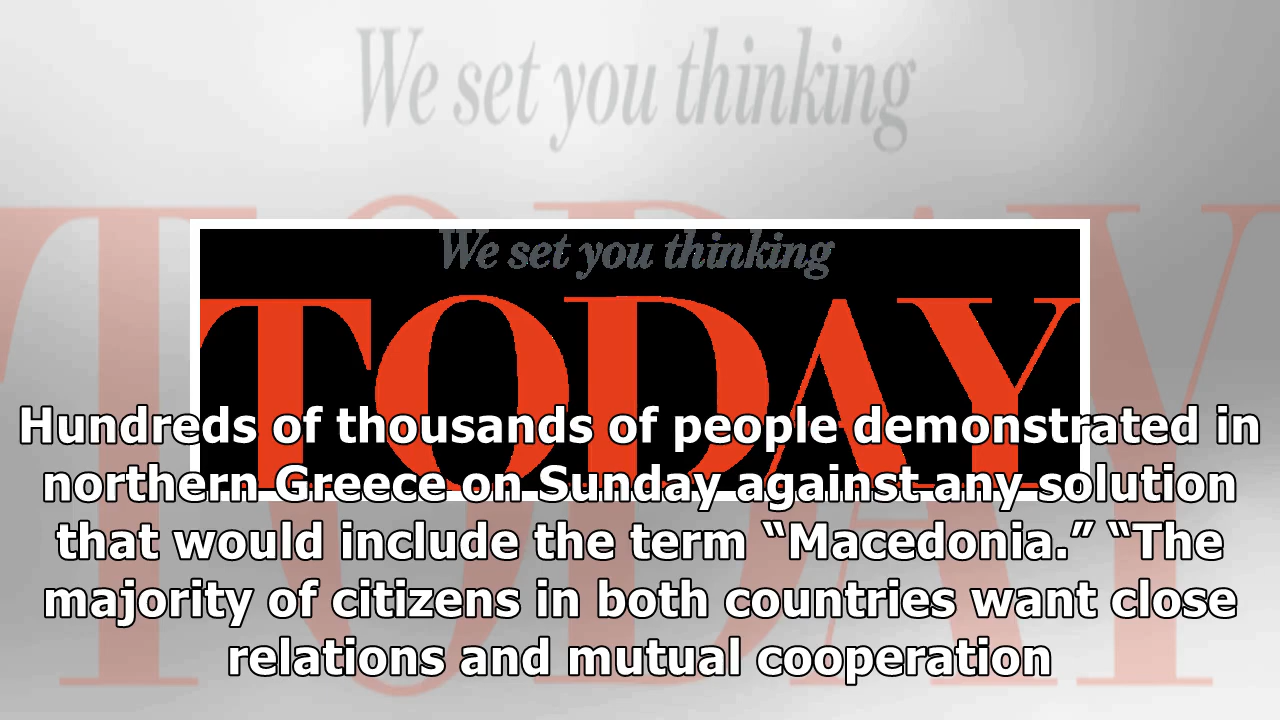 We set you thinking
TODAY
We set you thinking
TODAY
Hundreds of thousands of people demonstrated in
northern Greece on Sunday against any solution
that would include the term “Macedonia.” “The
majority of citizens in both countries want close
relations and mutual cooperation